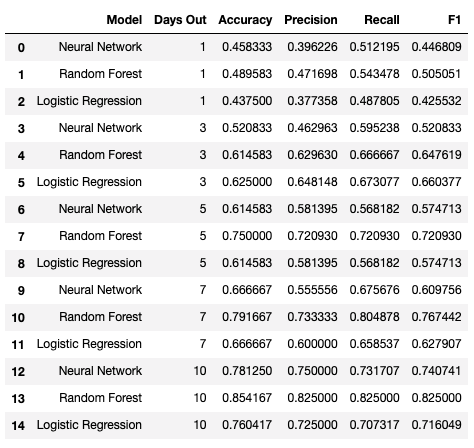 Model Days Out Accuracy Precision Recall F1
0 Neural Network 1 0.458333 0.396226 0.512195 0.446809
1 Random Forest 1 0.489583 0.471698 0.543478 0.505051
2 Logistic Regression 1 0.437500 0.377358 0.487805 0.425532
3 Neural Network 3 0.520833 0.462963 0.595238 0.520833
4 Random Forest 3 0.614583 0.629630 0.666667 0.647619
5 Logistic Regression 3 0.625000 0.648148 0.673077 0.660377
6 Neural Network 5 0.614583 0.581395 0.568182 0.574713
7 Random Forest 5 0.750000 0.720930 0.720930 0.720930
8 Logistic Regression 5 0.614583 0.581395 0.568182 0.574713
9 Neural Network 7 0.666667 0.555556 0.675676 0.609756
10 Random Forest 7 0.791667 0.733333 0.804878 0.767442
11 Logistic Regression 7 0.666667 0.600000 0.658537 0.627907
12 Neural Network 10 0.781250 0.750000 0.731707 0.740741
13 Random Forest 10 0.854167 0.825000 0.825000 0.825000
14 Logistic Regression 10 0.760417 0.725000 0.707317 0.716049